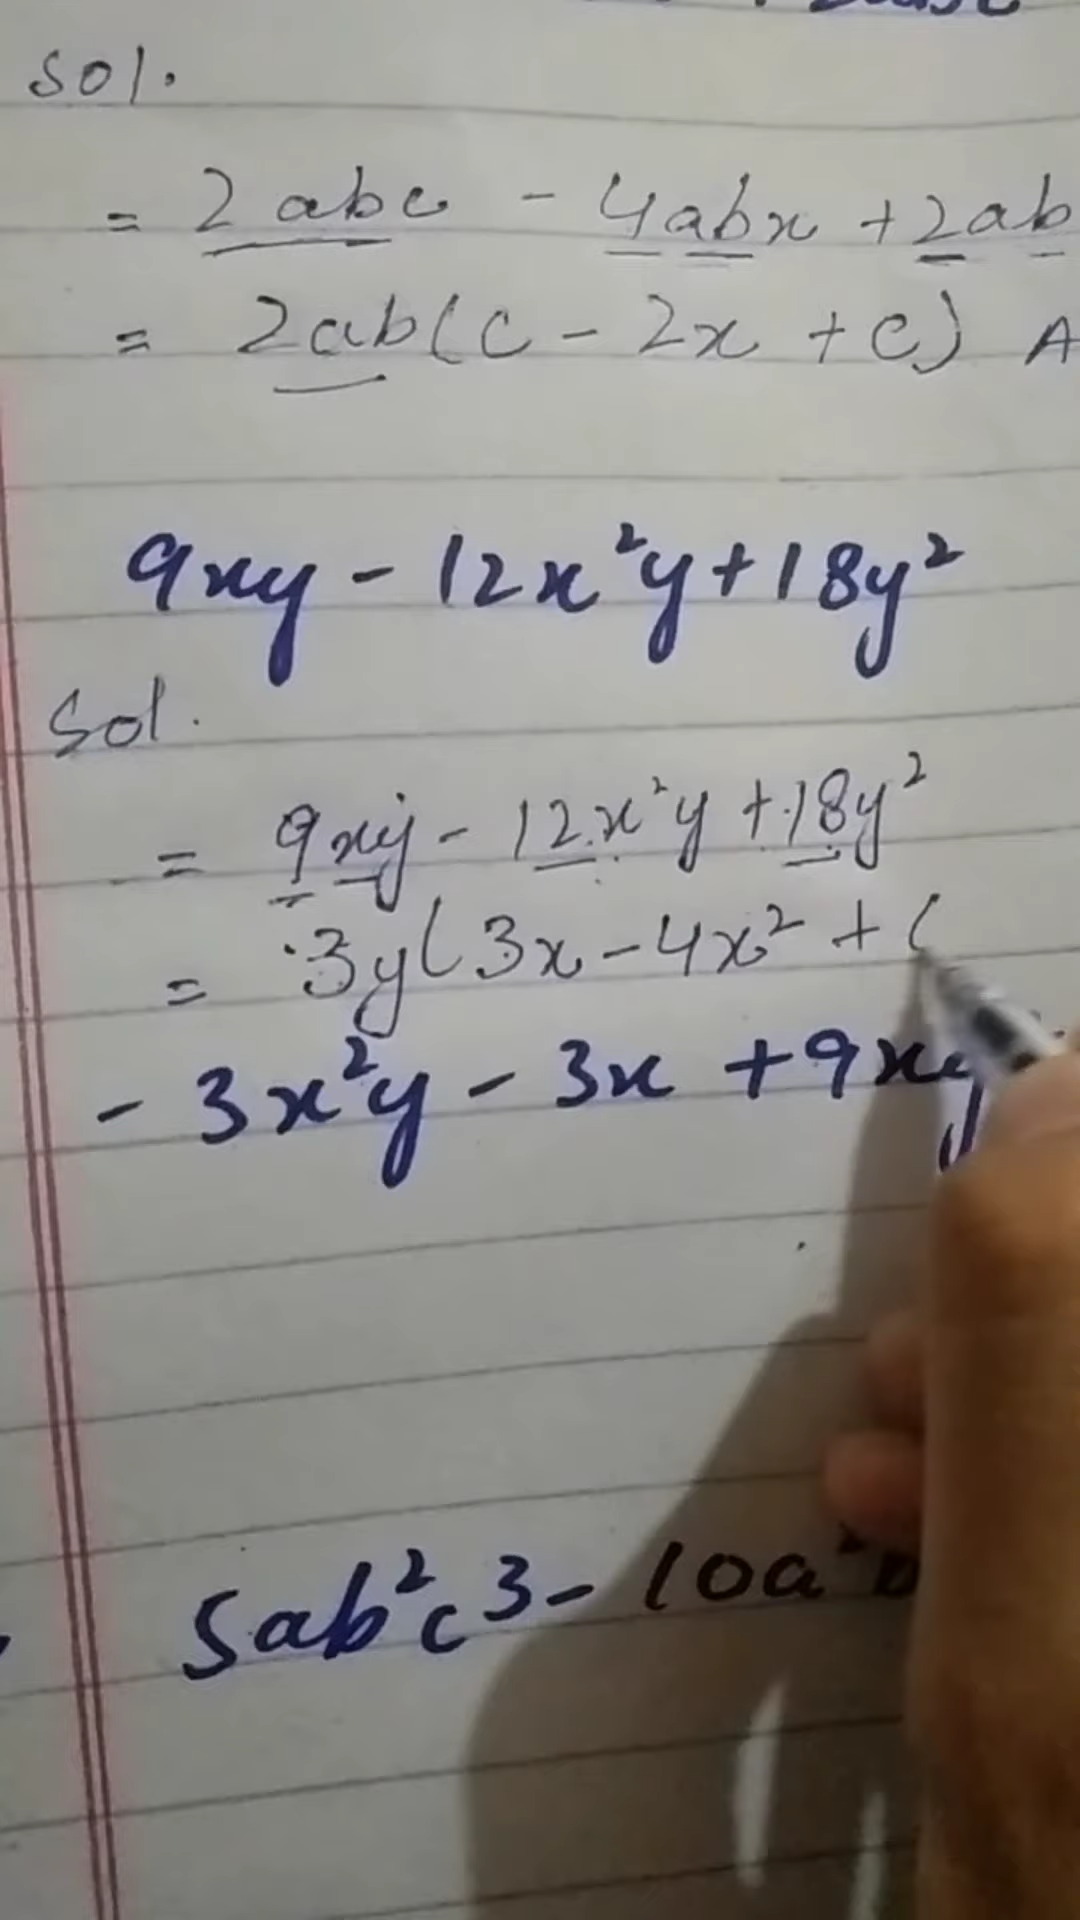 Sol.
= 2abc - 4abx + 2ab
= 2ab(c - 2x + c) A
9xy - 12x²y + 18y²
Sol.
= 9xy - 12x²y + 18y²
= 3y(3x - 4x² + (
- 3x²y - 3x + 9xy
5ab²c3 - 10a